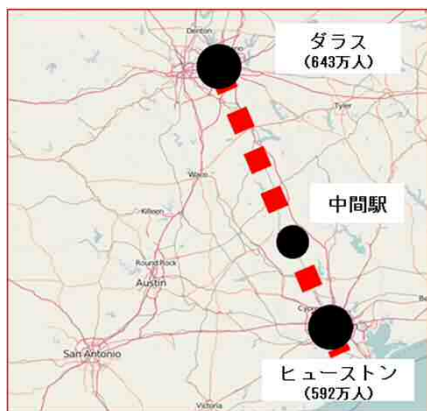 ダラス
(643万人)
Denton
Tyler
Waco
中間駅
Killeen
Round Rock
Austin
San Antonio
ヒューストン
(592万人)
Victoria